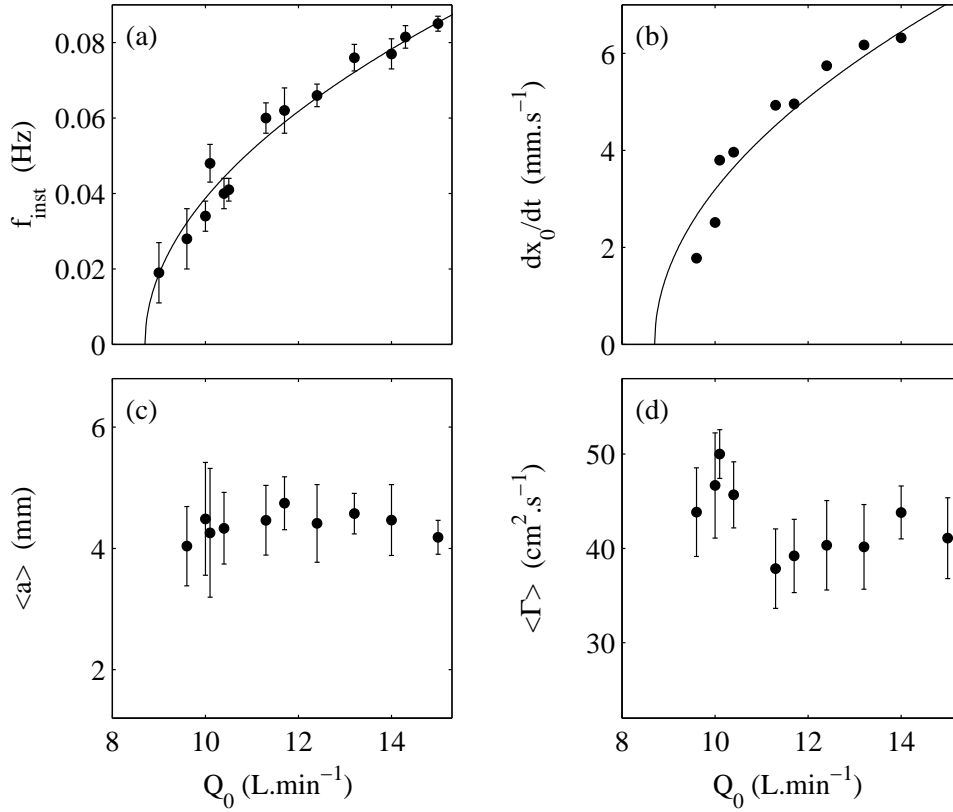 (a)
0.08
0.06
0.04
0.02
0
f_inst (Hz)
(b)
6
4
2
0
dx_0/dt (mm.s^−1)
(c)
6
4
2
<a> (mm)
8 10 12 14
Q_0 (L.min^−1)
(d)
50
40
30
<Γ> (cm^2.s^−1)
8 10 12 14
Q_0 (L.min^−1)